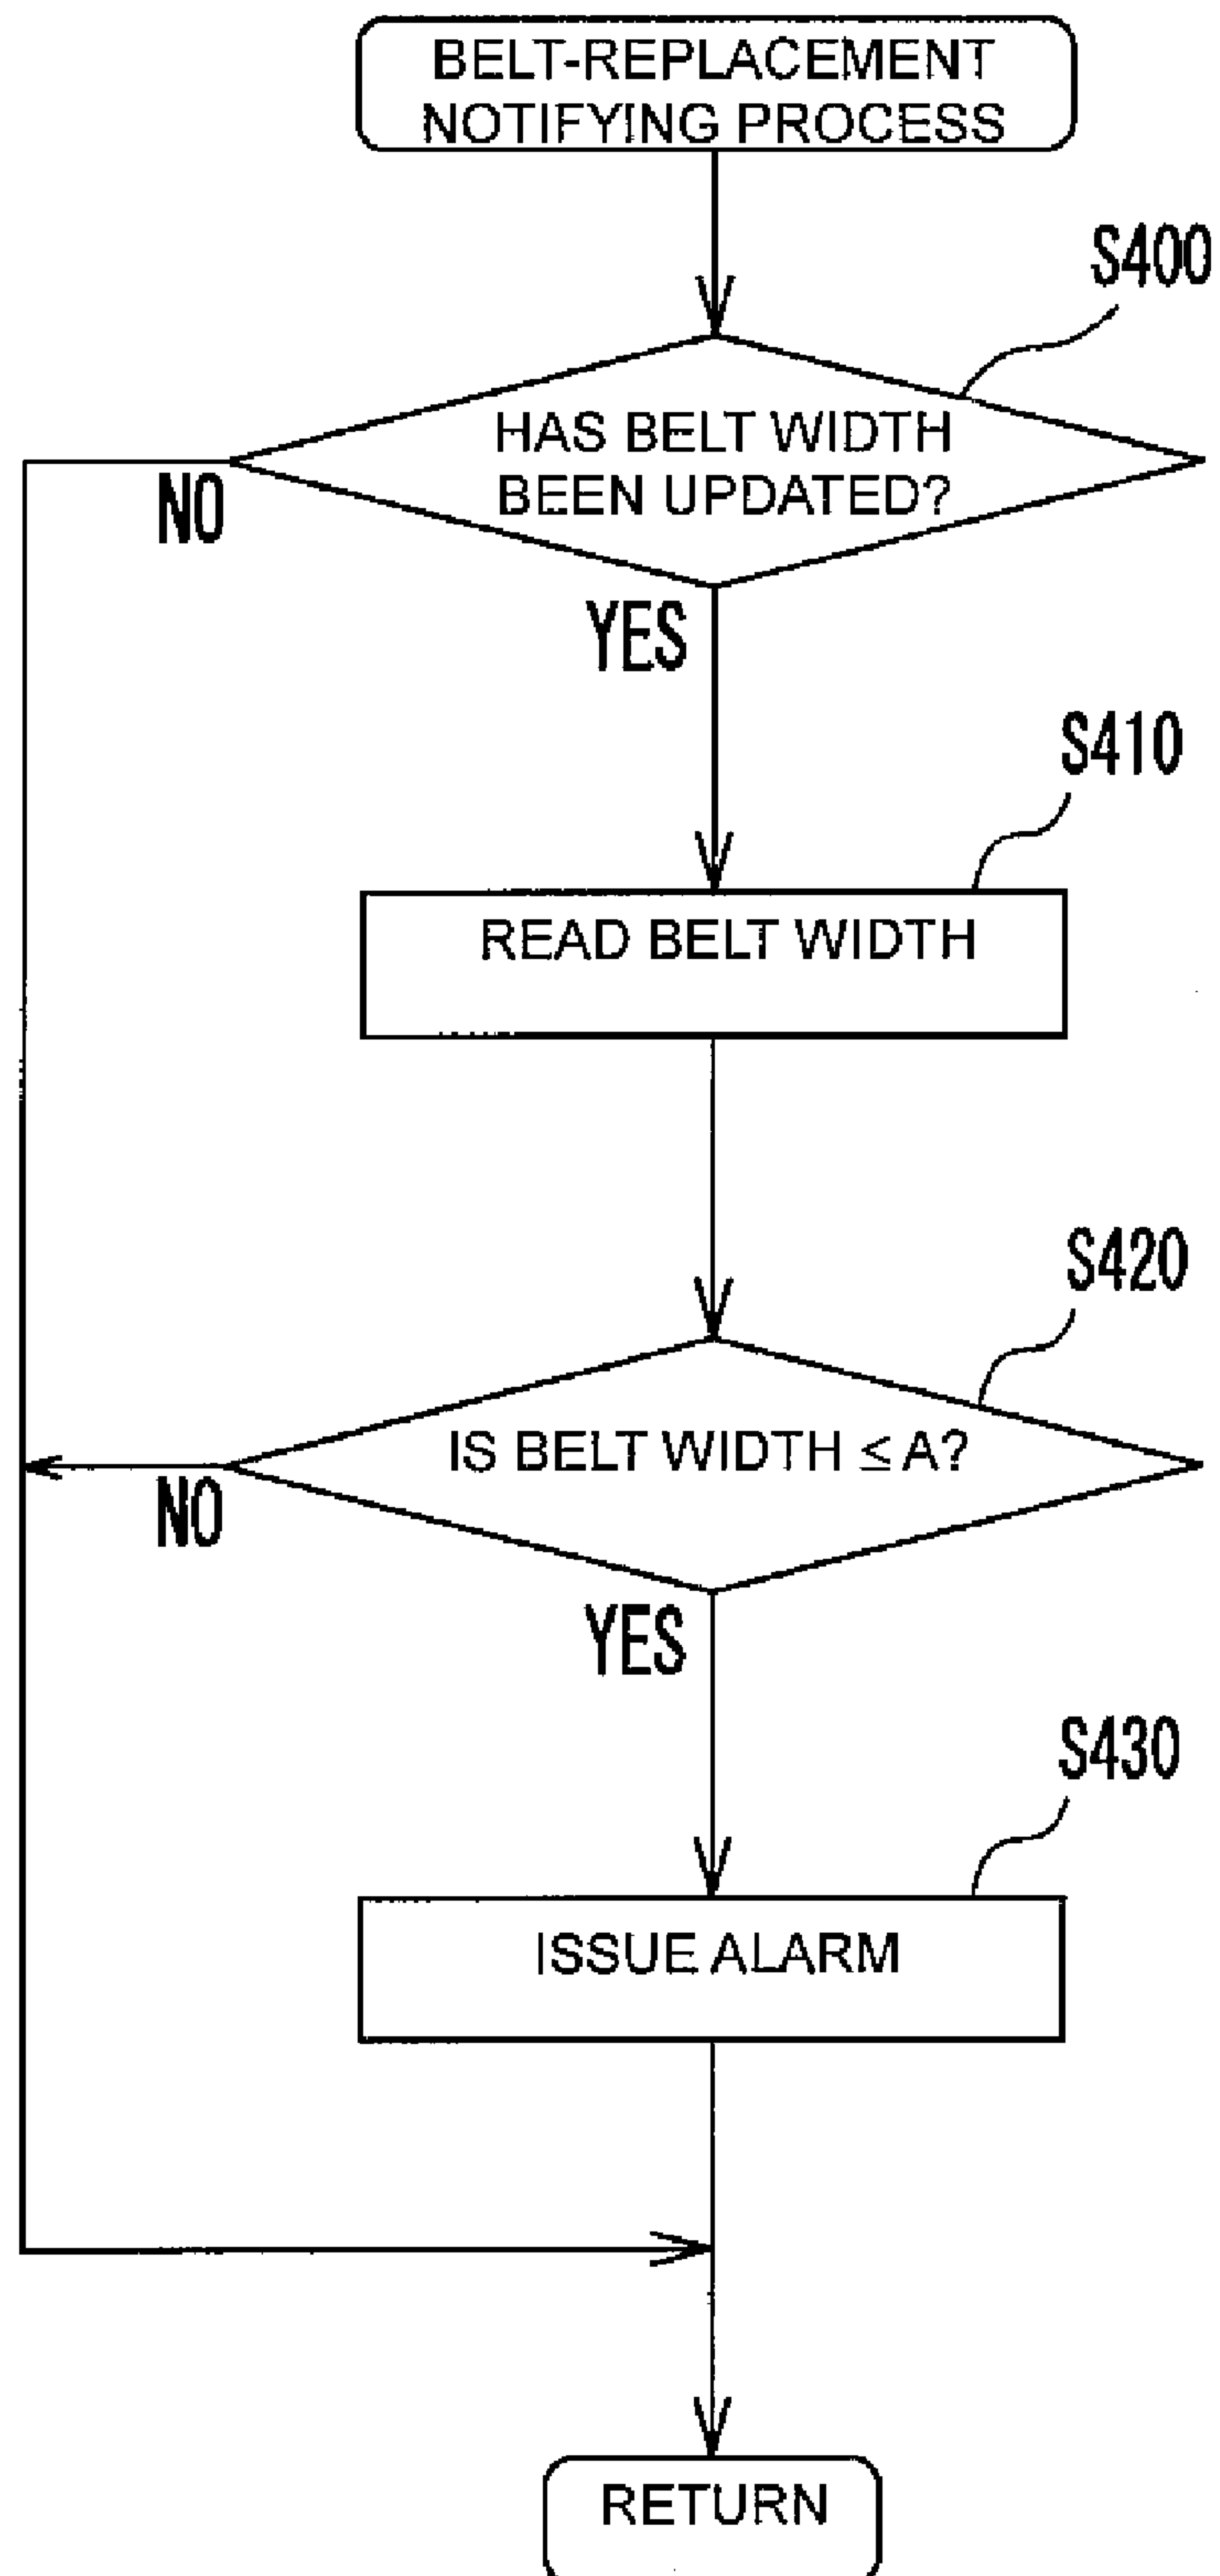 BELT-REPLACEMENT
NOTIFYING PROCESS
S400
HAS BELT WIDTH
BEEN UPDATED?
NO
YES
S410
READ BELT WIDTH
S420
IS BELT WIDTH ≤ A?
NO
YES
S430
ISSUE ALARM
RETURN